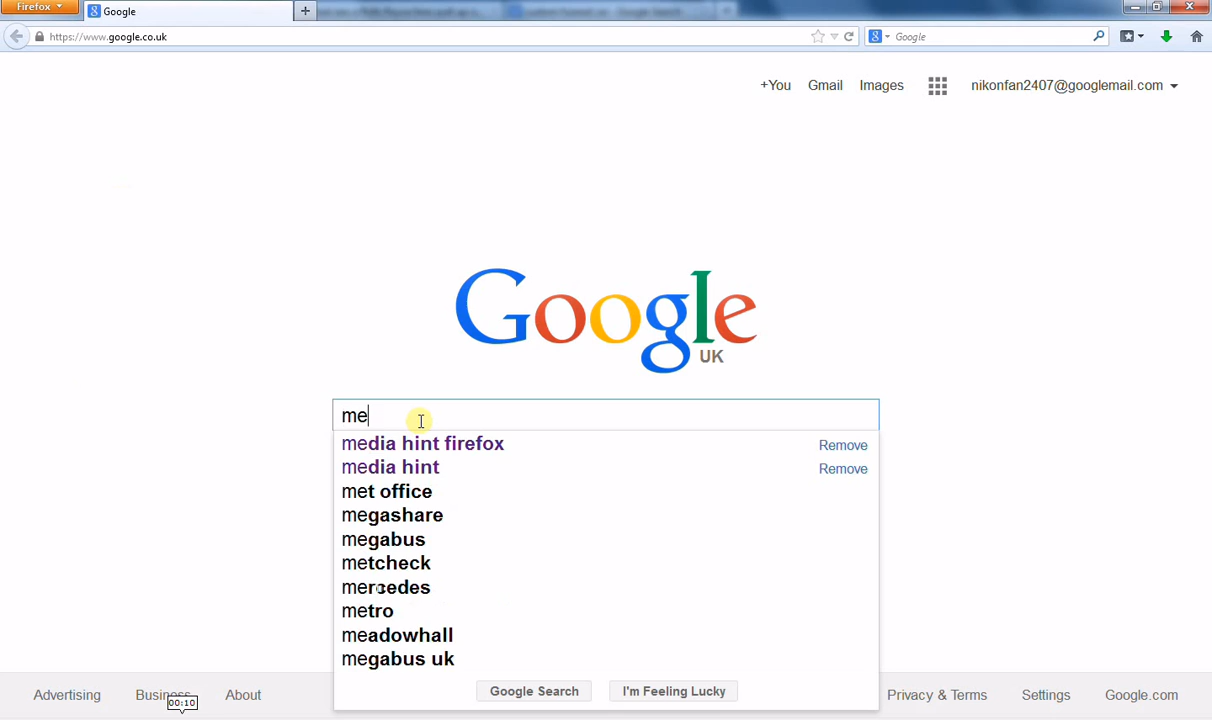 Firefox
Google
https://www.google.co.uk
Google
+You Gmail Images nikonfan2407@googlemail.com
Google
UK
me
media hint firefox Remove
media hint Remove
met office
megashare
megabus
metcheck
mercedes
metro
meadowhall
megabus uk
Google Search I'm Feeling Lucky
Advertising Business About Privacy & Terms Settings Google.com
00:10